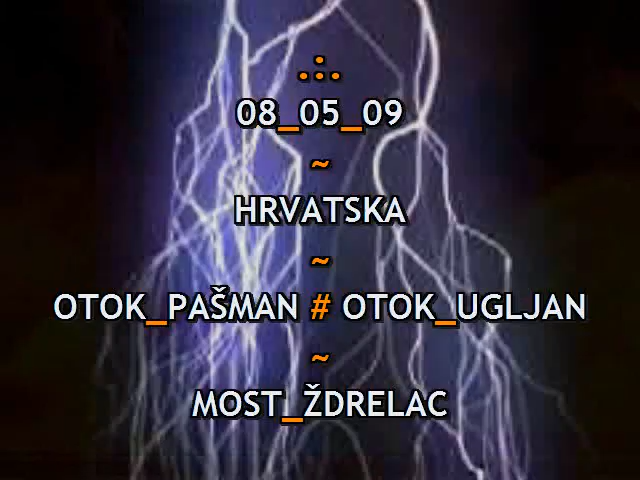 ∴
08_05_09
~
HRVATSKA
~
OTOK_PAŠMAN # OTOK_UGLJAN
~
MOST_ŽDRELAC